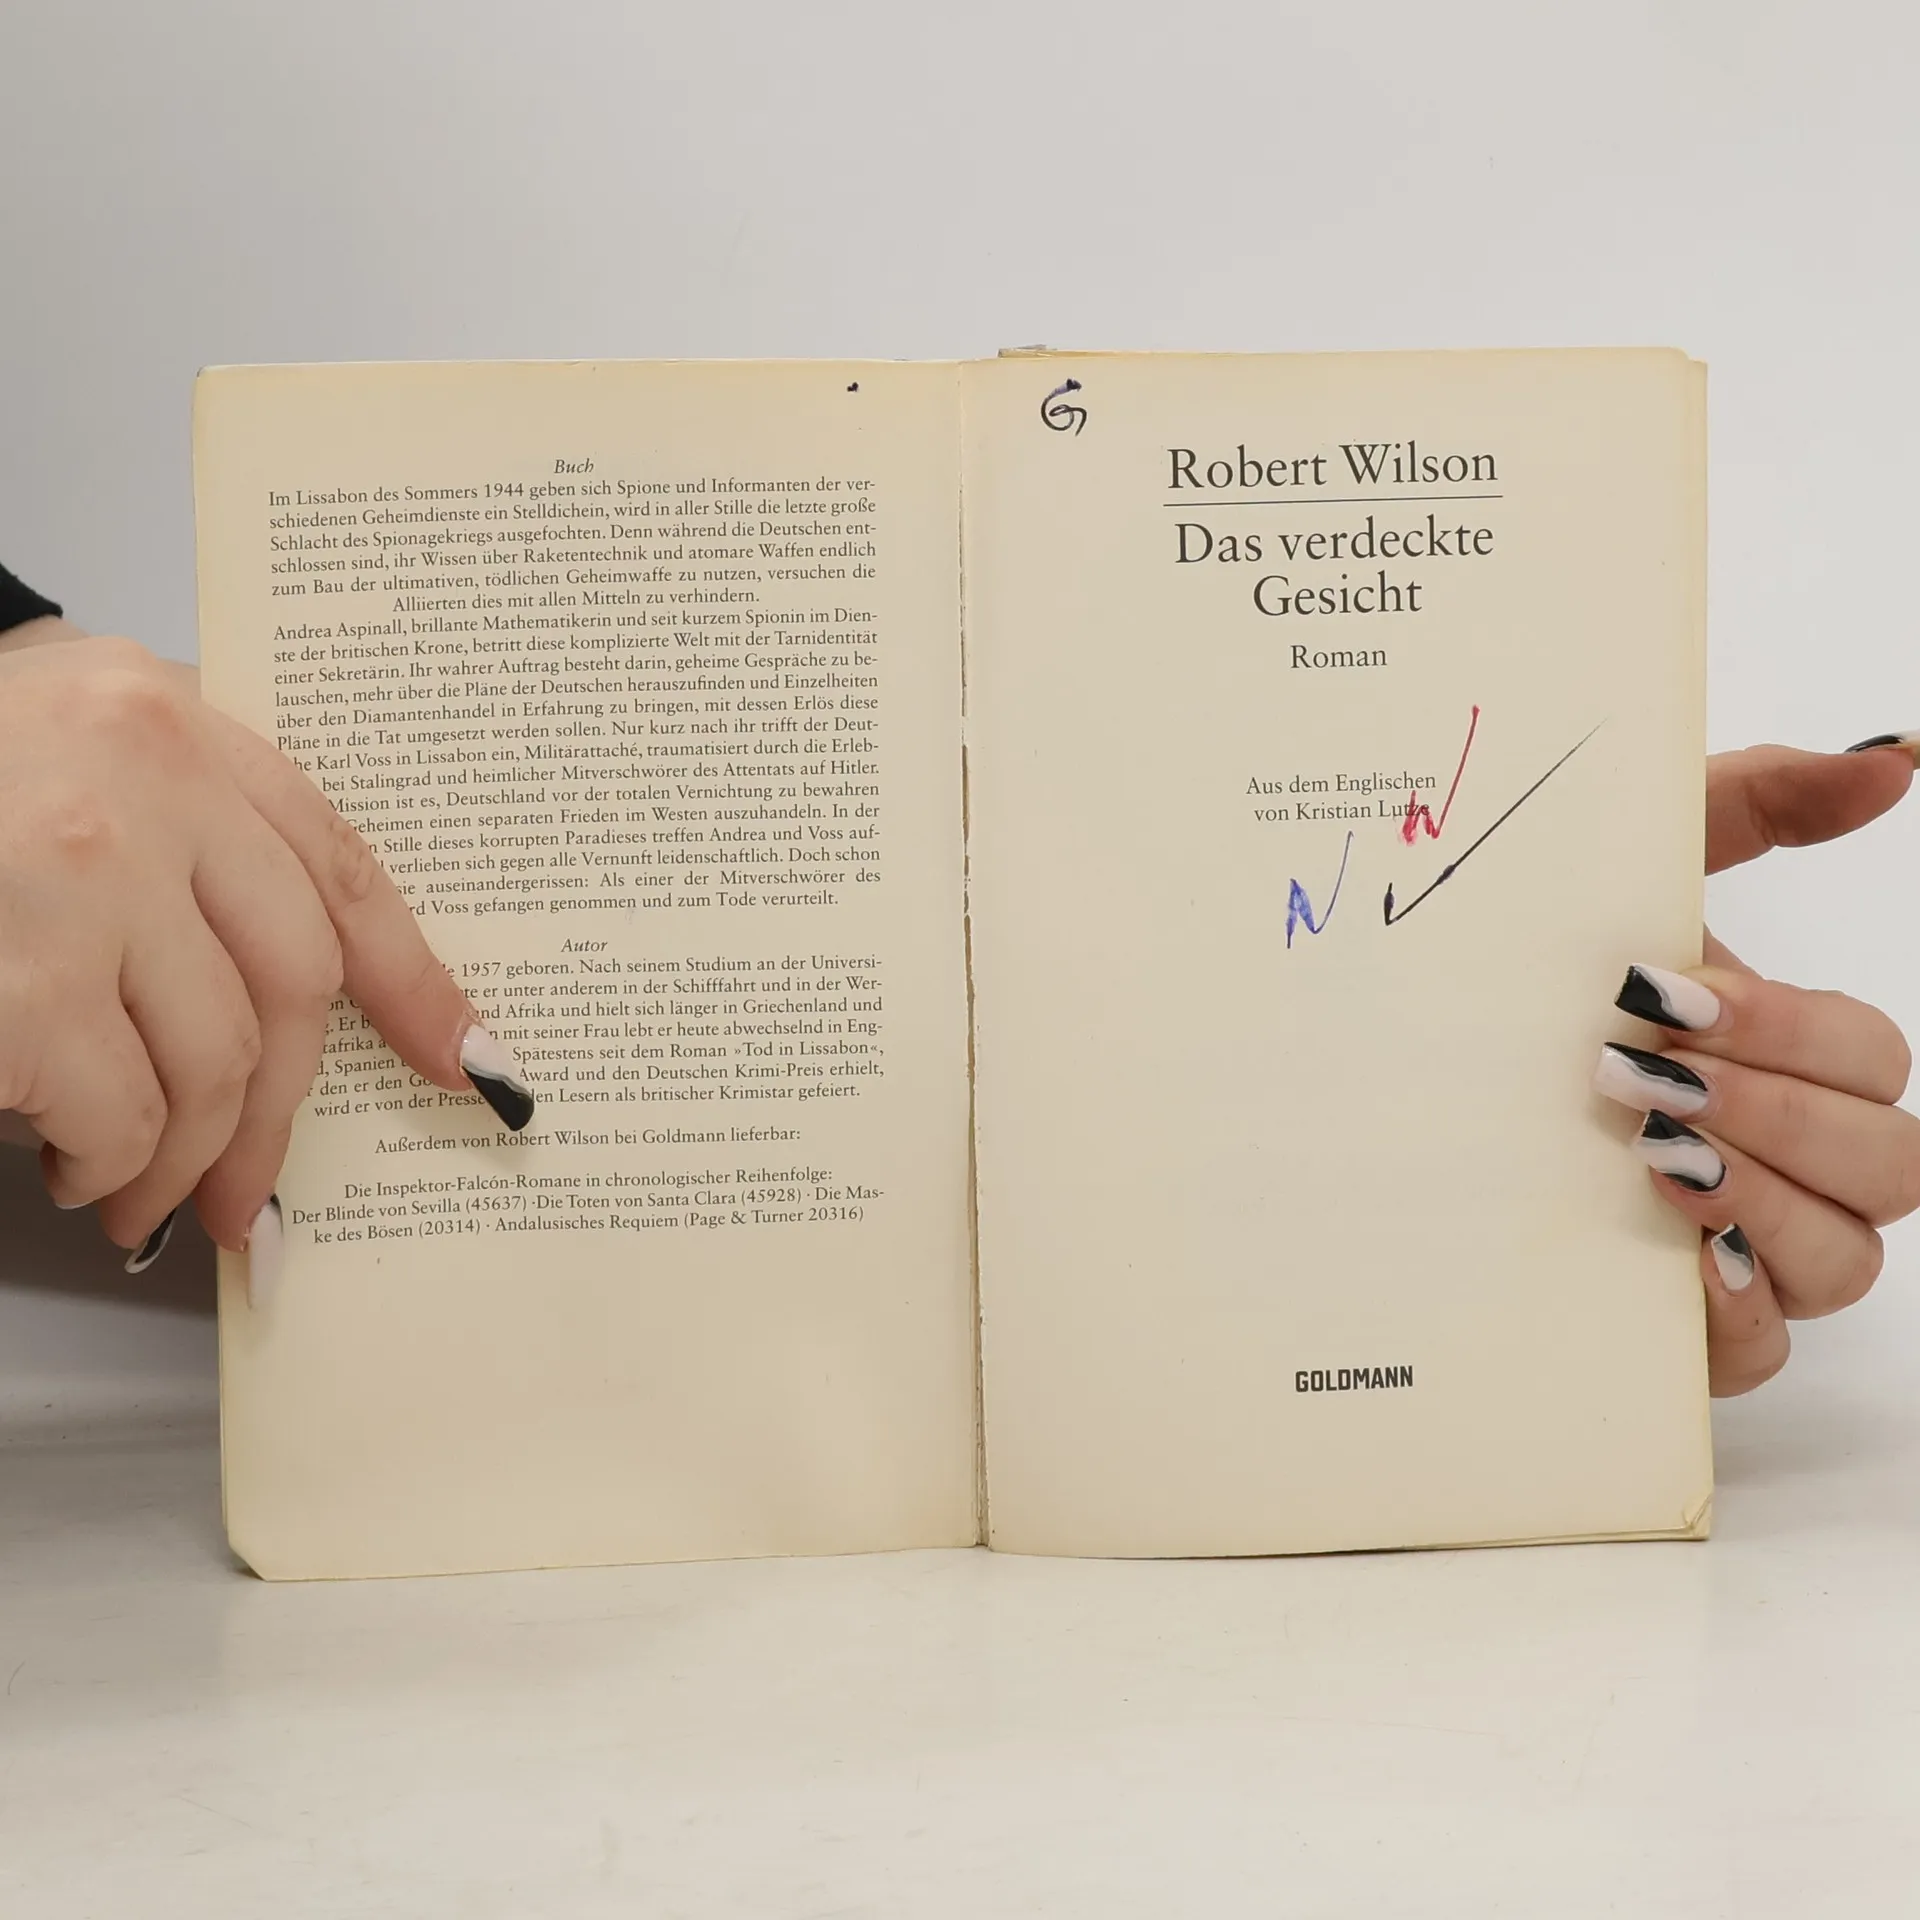 Buch
Im Lissabon des Sommers 1944 geben sich Spione und Informanten der ver-
schiedenen Geheimdienste ein Stelldichein, wird in aller Stille die letzte große
Schlacht des Spionagekriegs ausgefochten. Denn während die Deutschen ent-
schlossen sind, ihr Wissen über Raketentechnik und atomare Waffen endlich
zum Bau der ultimativen, tödlichen Geheimwaffe zu nutzen, versuchen die
Alliierten dies mit allen Mitteln zu verhindern.
Andrea Aspinall, brillante Mathematikerin und seit kurzem Spionin im Dien-
ste der britischen Krone, betritt diese komplizierte Welt mit der Tarnidentität
einer Sekretärin. Ihr wahrer Auftrag besteht darin, geheime Gespräche zu be-
lauschen, mehr über die Pläne der Deutschen herauszufinden und Einzelheiten
über den Diamantenhandel in Erfahrung zu bringen, mit dessen Erlös diese
Pläne in die Tat umgesetzt werden sollen. Nur kurz nach ihr trifft der Deut-
he Karl Voss in Lissabon ein, Militärattaché, traumatisiert durch die Erleb-
bei Stalingrad und heimlicher Mitverschwörer des Attentats auf Hitler.
Mission ist es, Deutschland vor der totalen Vernichtung zu bewahren
Geheimen einen separaten Frieden im Westen auszuhandeln. In der
n Stille dieses korrupten Paradieses treffen Andrea und Voss auf-
verlieben sich gegen alle Vernunft leidenschaftlich. Doch schon
sie auseinandergerissen: Als einer der Mitverschwörer des
rd Voss gefangen genommen und zum Tode verurteilt.
Autor
1957 geboren. Nach seinem Studium an der Universi-
te er unter anderem in der Schifffahrt und in der Wer-
nd Afrika und hielt sich länger in Griechenland und
tafrika n mit seiner Frau lebt er heute abwechselnd in Eng-
d, Spanien Spätestens seit dem Roman »Tod in Lissabon«,
den er den Go Award und den Deutschen Krimi-Preis erhielt,
wird er von der Presse den Lesern als britischer Krimistar gefeiert.
Außerdem von Robert Wilson bei Goldmann lieferbar:
Die Inspektor-Falcón-Romane in chronologischer Reihenfolge:
Der Blinde von Sevilla (45637) ·Die Toten von Santa Clara (45928) · Die Mas-
ke des Bösen (20314) · Andalusisches Requiem (Page & Turner 20316)
Robert Wilson
Das verdeckte
Gesicht
Roman
Aus dem Englischen
von Kristian Lutze
GOLDMANN